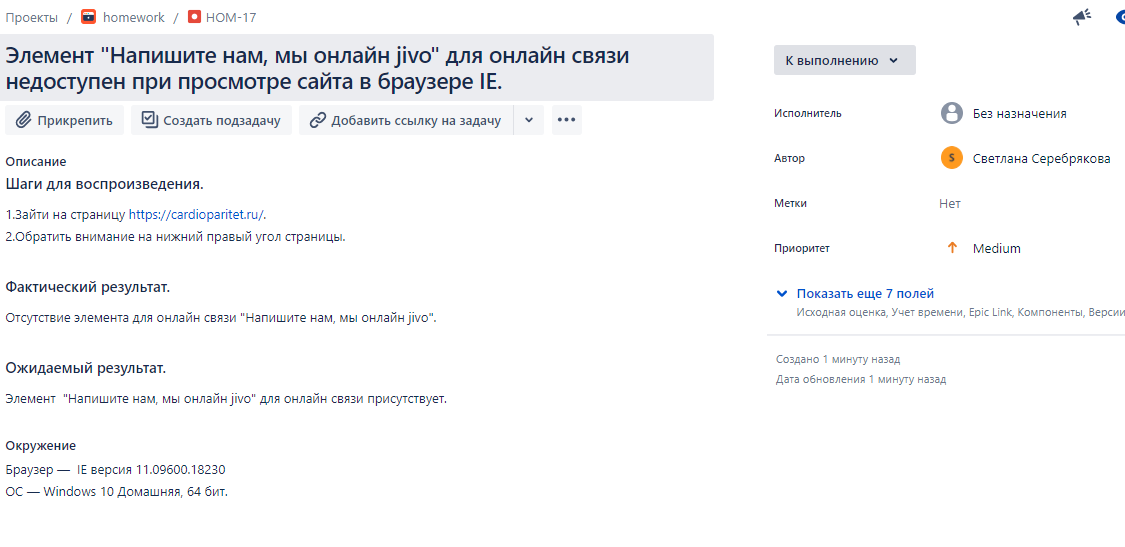 Проекты / homework / HOM-17
Элемент "Напишите нам, мы онлайн jivo" для онлайн связи
недоступен при просмотре сайта в браузере IE.
Прикрепить Создать подзадачу Добавить ссылку на задачу
Описание
Шаги для воспроизведения.
1.Зайти на страницу https://cardioparitet.ru/.
2.Обратить внимание на нижний правый угол страницы.
Фактический результат.
Отсутствие элемента для онлайн связи "Напишите нам, мы онлайн jivo".
Ожидаемый результат.
Элемент "Напишите нам, мы онлайн jivo" для онлайн связи присутствует.
Окружение
Браузер — IE версия 11.09600.18230
ОС — Windows 10 Домашняя, 64 бит.
К выполнению
Исполнитель Без назначения
Автор S Светлана Серебрякова
Метки Нет
Приоритет Medium
Показать еще 7 полей
Исходная оценка, Учет времени, Epic Link, Компоненты, Версии
Создано 1 минуту назад
Дата обновления 1 минуту назад